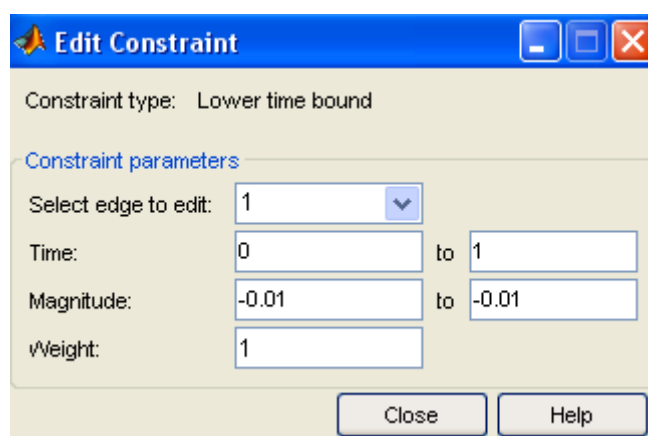 Edit Constraint
Constraint type: Lower time bound
Constraint parameters
Select edge to edit: 1
Time: 0 to 1
Magnitude: -0.01 to -0.01
Weight: 1
Close Help